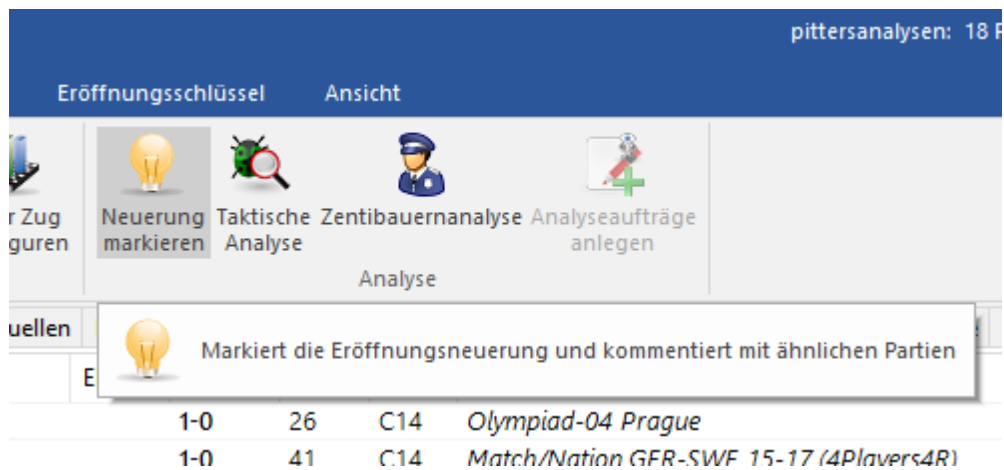 pittersanalysen: 18
Eröffnungsschlüssel Ansicht
Zug Neuerung Taktische Zentibauernanalyse Analyseaufträge
guren markieren Analyse anlegen
Analyse
uellen
Markiert die Eröffnungsneuerung und kommentiert mit ähnlichen Partien
E
1-0 26 C14 Olympiad-04 Prague
1-0 41 C14 Match/Nation GER-SWE 15-17 (4Players4R)